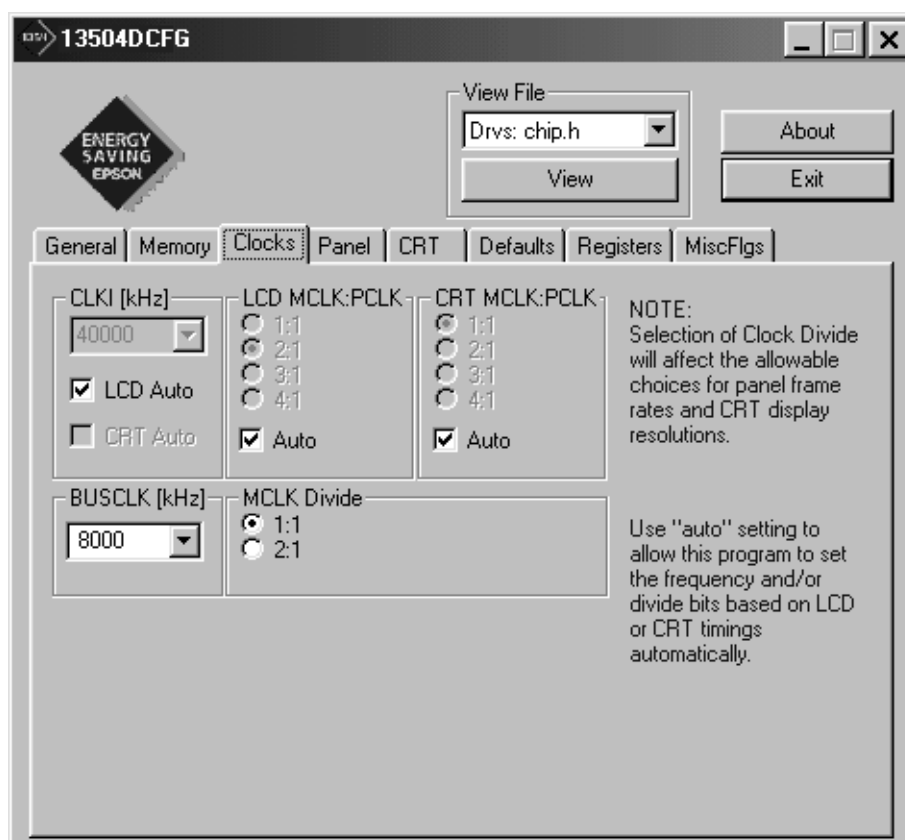 13504DCFG
View File
Drvs: chip.h
View
About
Exit
ENERGY
SAVING
EPSON
General Memory Clocks Panel CRT Defaults Registers MiscFlgs
CLKI [kHz]
40000
LCD Auto
CRT Auto
LCD MCLK:PCLK
1:1
2:1
3:1
4:1
Auto
CRT MCLK:PCLK
1:1
2:1
3:1
4:1
Auto
NOTE:
Selection of Clock Divide
will affect the allowable
choices for panel frame
rates and CRT display
resolutions.
BUSCLK [kHz]
8000
MCLK Divide
1:1
2:1
Use "auto" setting to
allow this program to set
the frequency and/or
divide bits based on LCD
or CRT timings
automatically.